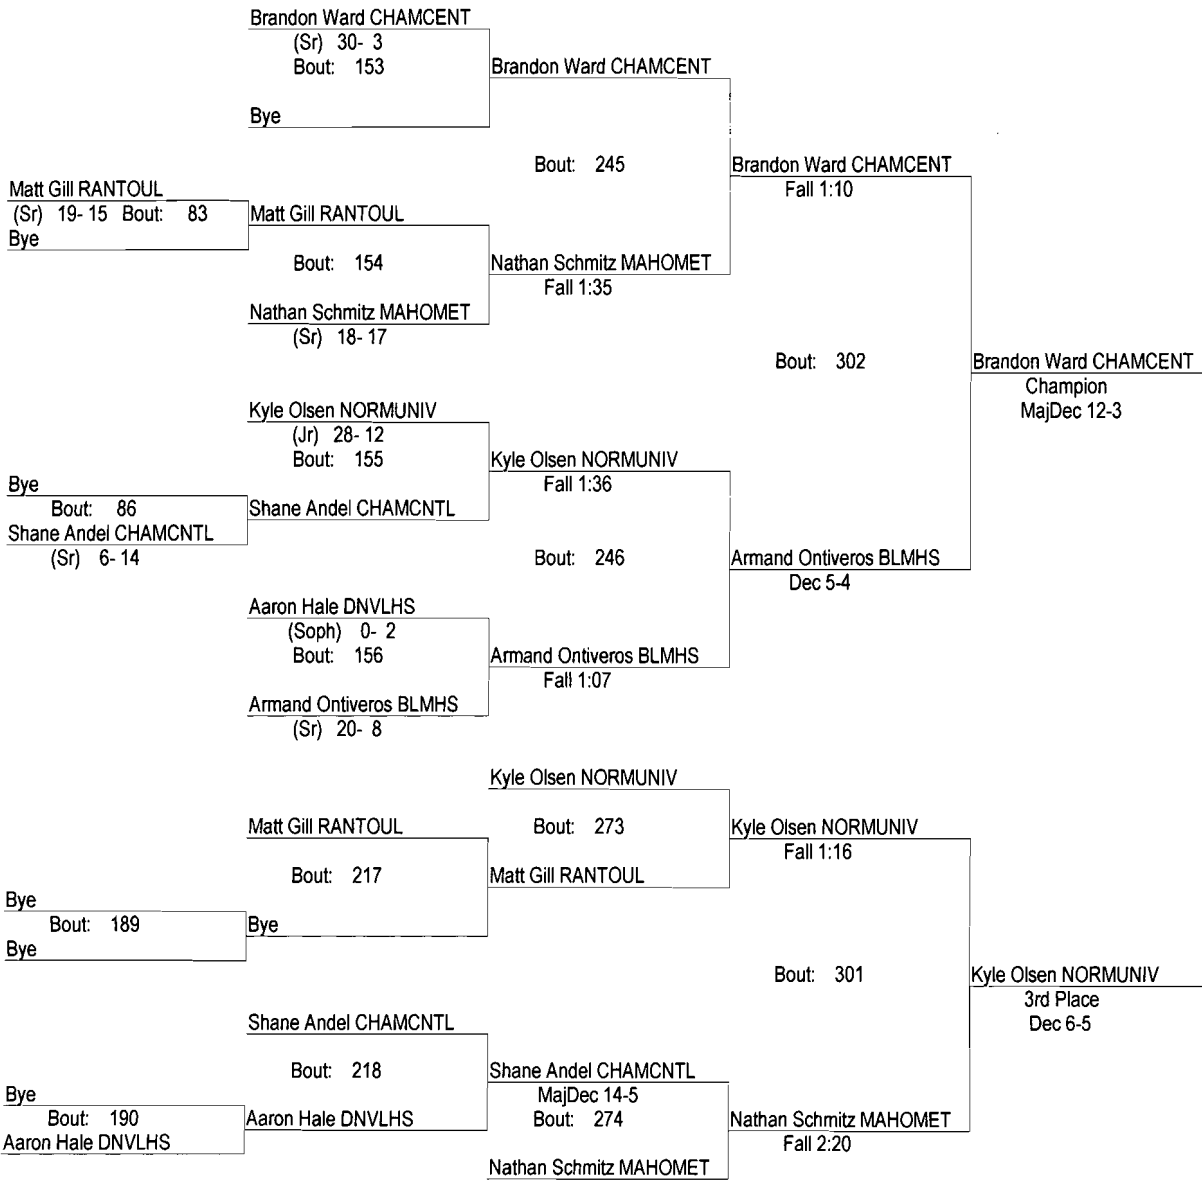 Brandon Ward CHAMCENT
(Sr) 30- 3
Bout: 153
Brandon Ward CHAMCENT
Bye
Bout: 245
Brandon Ward CHAMCENT
Fall 1:10
Matt Gill RANTOUL
(Sr) 19- 15 Bout: 83
Bye
Matt Gill RANTOUL
Bout: 154
Nathan Schmitz MAHOMET
Fall 1:35
Nathan Schmitz MAHOMET
(Sr) 18- 17
Bout: 302
Brandon Ward CHAMCENT
Champion
MajDec 12-3
Kyle Olsen NORMUNIV
(Jr) 28- 12
Bout: 155
Kyle Olsen NORMUNIV
Fall 1:36
Bye
Bout: 86
Shane Andel CHAMCNTL
(Sr) 6- 14
Shane Andel CHAMCNTL
Bout: 246
Armand Ontiveros BLMHS
Dec 5-4
Aaron Hale DNVLHS
(Soph) 0- 2
Bout: 156
Armand Ontiveros BLMHS
Fall 1:07
Armand Ontiveros BLMHS
(Sr) 20- 8
Kyle Olsen NORMUNIV
Bout: 273
Kyle Olsen NORMUNIV
Fall 1:16
Matt Gill RANTOUL
Bout: 217
Matt Gill RANTOUL
Bye
Bout: 189
Bye
Bye
Bout: 301
Kyle Olsen NORMUNIV
3rd Place
Dec 6-5
Shane Andel CHAMCNTL
Bout: 218
Shane Andel CHAMCNTL
MajDec 14-5
Bout: 274
Bye
Bout: 190
Aaron Hale DNVLHS
Aaron Hale DNVLHS
Nathan Schmitz MAHOMET
Fall 2:20
Nathan Schmitz MAHOMET